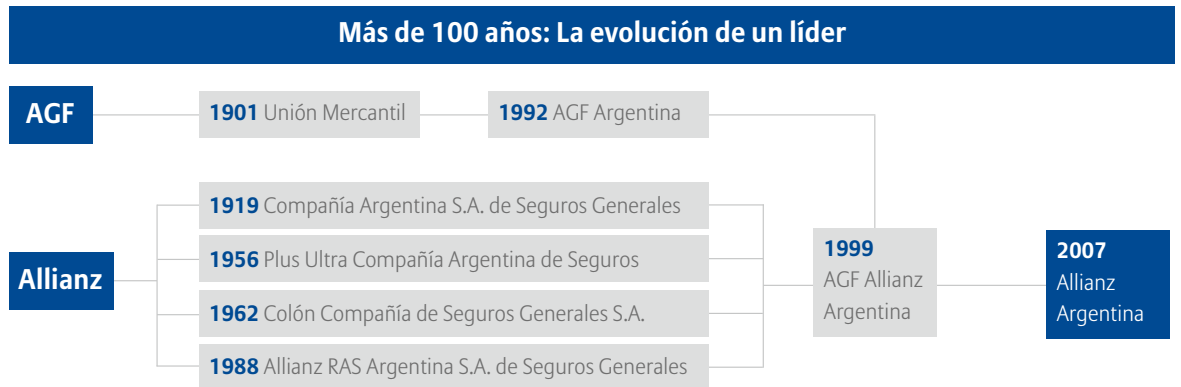 Más de 100 años: La evolución de un líder
AGF
1901 Unión Mercantil
1992 AGF Argentina
Allianz
1919 Compañía Argentina S.A. de Seguros Generales
1956 Plus Ultra Compañía Argentina de Seguros
1962 Colón Compañía de Seguros Generales S.A.
1988 Allianz RAS Argentina S.A. de Seguros Generales
1999
AGF Allianz
Argentina
2007
Allianz
Argentina